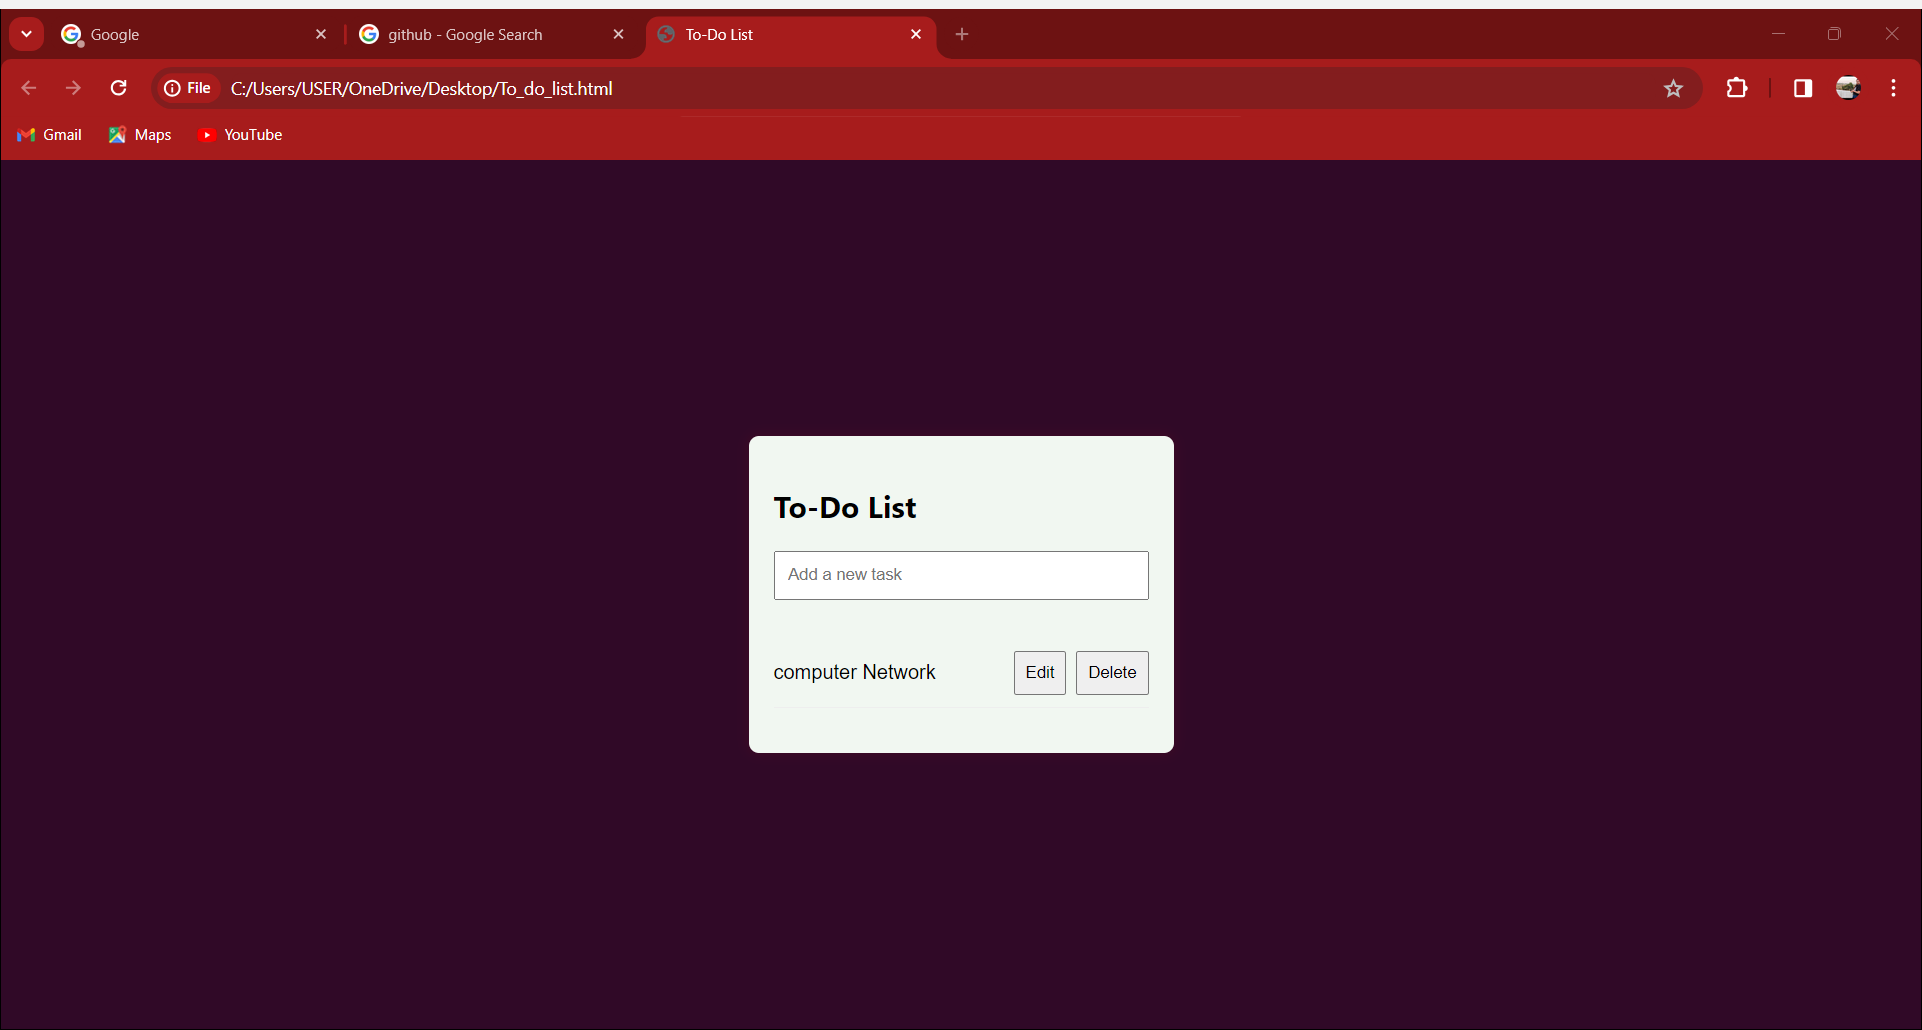 Google
github - Google Search
To-Do List
File
C:/Users/USER/OneDrive/Desktop/To_do_list.html
Gmail
Maps
YouTube
To-Do List
Add a new task
computer Network
Edit
Delete